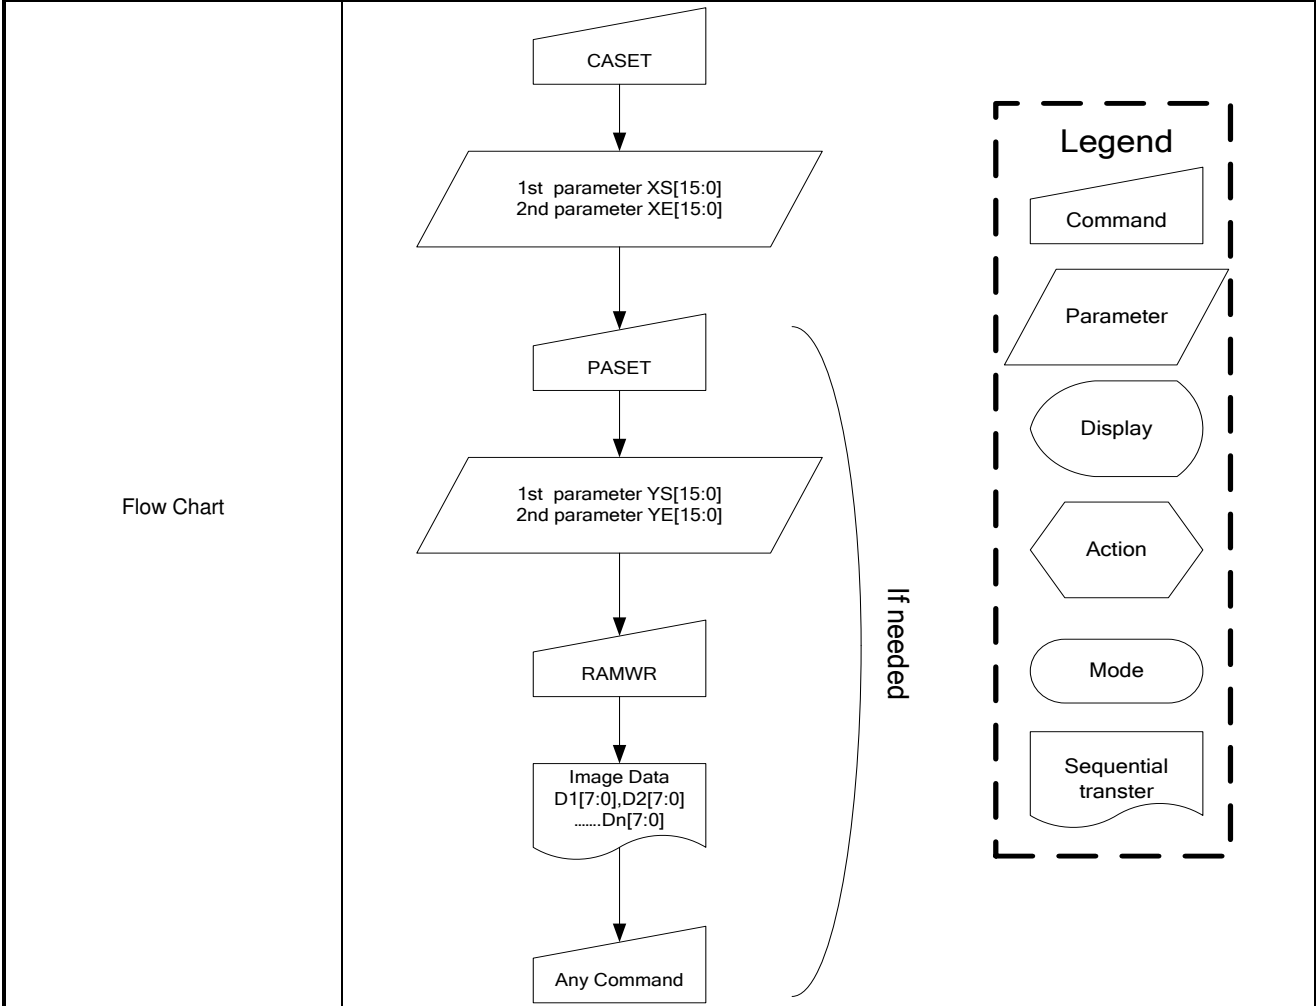 Flow Chart
CASET
1st parameter XS[15:0]
2nd parameter XE[15:0]
PASET
1st parameter YS[15:0]
2nd parameter YE[15:0]
RAMWR
Image Data
D1[7:0],D2[7:0]
.......Dn[7:0]
Any Command
If needed
Legend
Command
Parameter
Display
Action
Mode
Sequential
transter